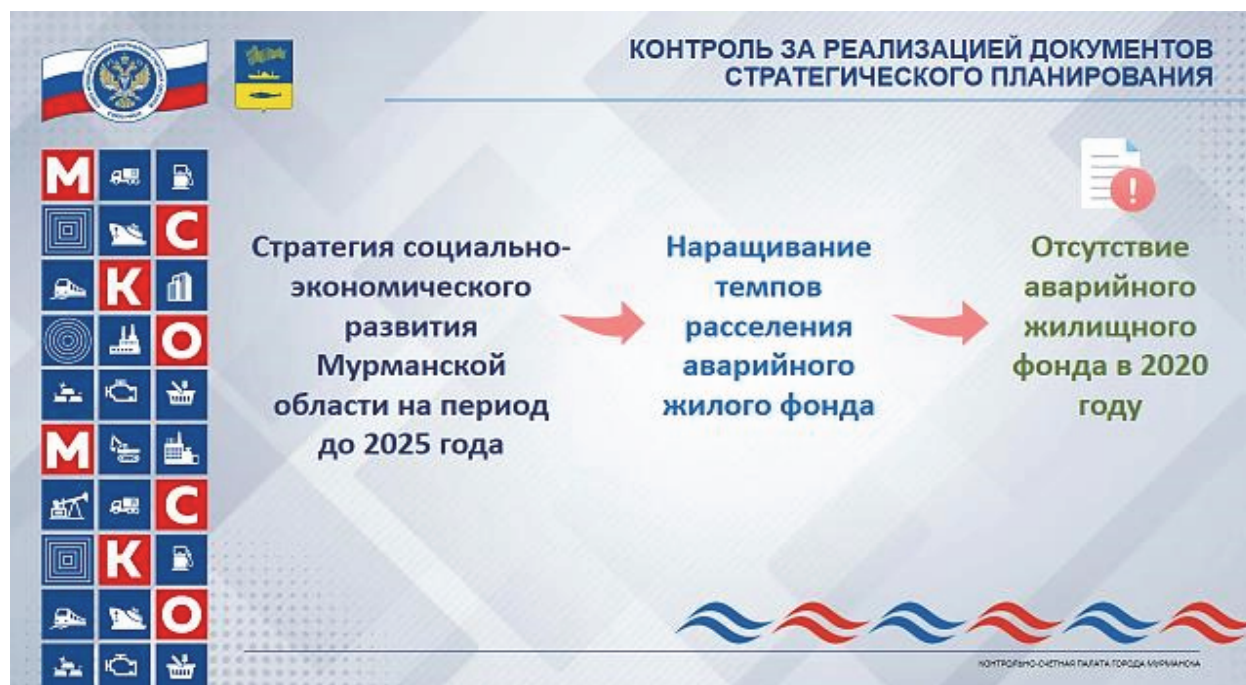 КОНТРОЛЬ ЗА РЕАЛИЗАЦИЕЙ ДОКУМЕНТОВ
СТРАТЕГИЧЕСКОГО ПЛАНИРОВАНИЯ
М
С
К
О
М
С
К
О
Стратегия социально-
экономического
развития
Мурманской
области на период
до 2025 года
Наращивание
темпов
расселения
аварийного
жилого фонда
!
Отсутствие
аварийного
жилищного
фонда в 2020
году
КОНТРОЛЬНО-СЧЕТНАЯ ПАЛАТА ГОРОДА МУРМАНСКА